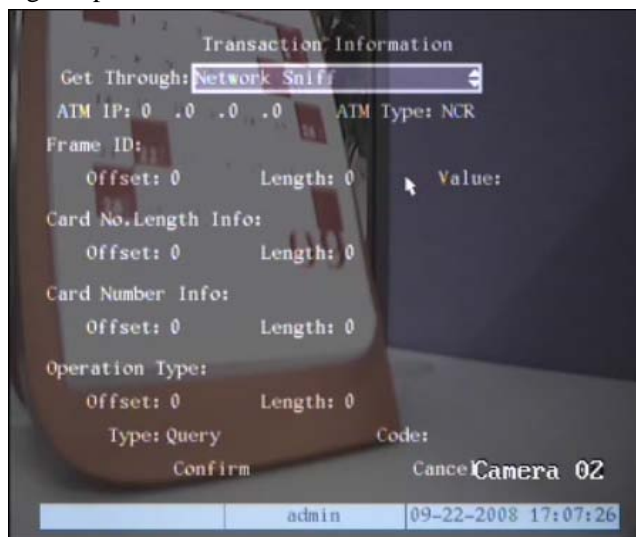 Transaction Information
Get Through: Network Sniff
ATM IP: 0 .0 .0 .0 ATM Type: NCR
Frame ID:
Offset: 0 Length: 0 Value:
Card No.Length Info:
Offset: 0 Length: 0
Card Number Info:
Offset: 0 Length: 0
Operation Type:
Offset: 0 Length: 0
Type: Query Code:
Confirm Cancel
Camera 02
admin 09-22-2008 17:07:26